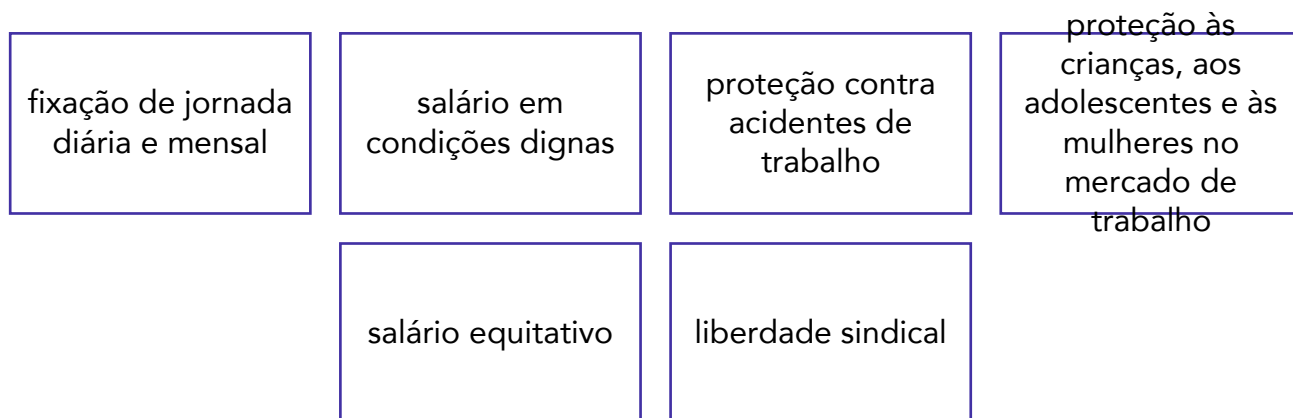 fixação de jornada
diária e mensal
salário em
condições dignas
proteção contra
acidentes de
trabalho
proteção às
crianças, aos
adolescentes e às
mulheres no
mercado de
trabalho
salário equitativo
liberdade sindical